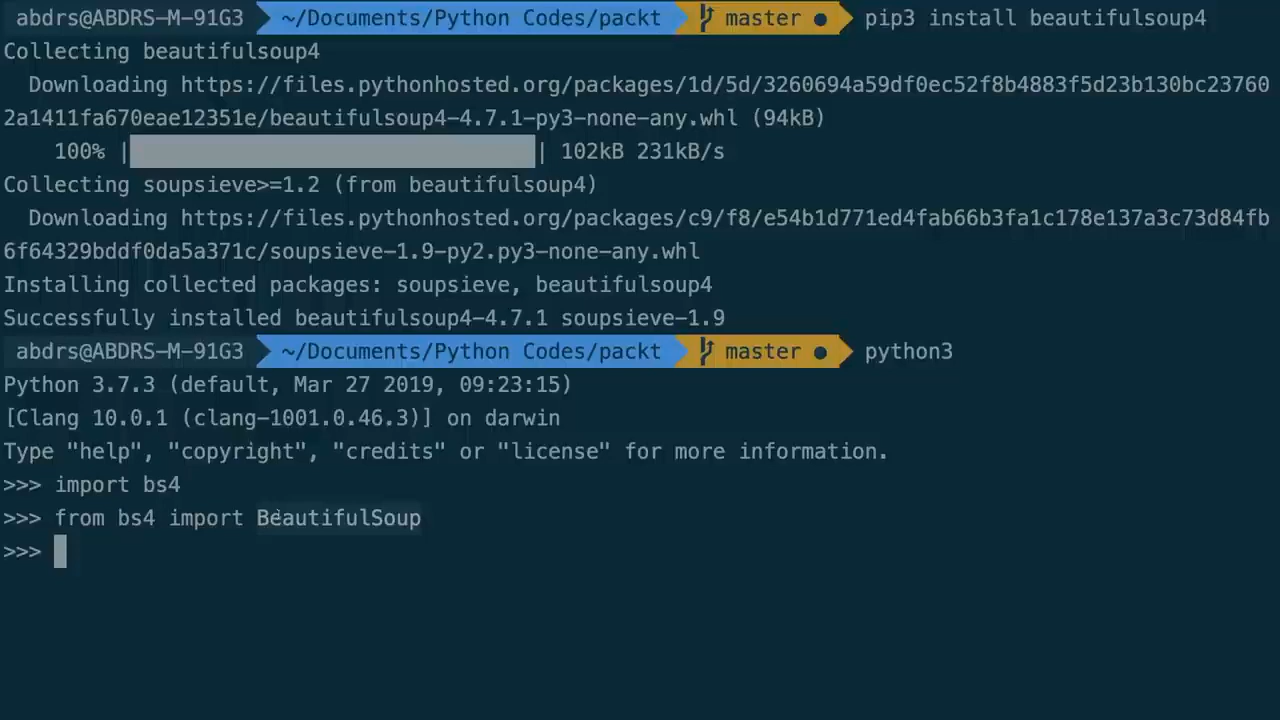 abdrs@ABDRS-M-91G3 ~/Documents/Python Codes/packt master ● pip3 install beautifulsoup4
Collecting beautifulsoup4
Downloading https://files.pythonhosted.org/packages/1d/5d/3260694a59df0ec52f8b4883f5d23b130bc23760
2a1411fa670eae12351e/beautifulsoup4-4.7.1-py3-none-any.whl (94kB)
100% |████████████████████████████████| 102kB 231kB/s
Collecting soupsieve>=1.2 (from beautifulsoup4)
Downloading https://files.pythonhosted.org/packages/c9/f8/e54b1d771ed4fab66b3fa1c178e137a3c73d84fb
6f64329bddf0da5a371c/soupsieve-1.9-py2.py3-none-any.whl
Installing collected packages: soupsieve, beautifulsoup4
Successfully installed beautifulsoup4-4.7.1 soupsieve-1.9
abdrs@ABDRS-M-91G3 ~/Documents/Python Codes/packt master ● python3
Python 3.7.3 (default, Mar 27 2019, 09:23:15)
[Clang 10.0.1 (clang-1001.0.46.3)] on darwin
Type "help", "copyright", "credits" or "license" for more information.
>>> import bs4
>>> from bs4 import BeautifulSoup
>>>